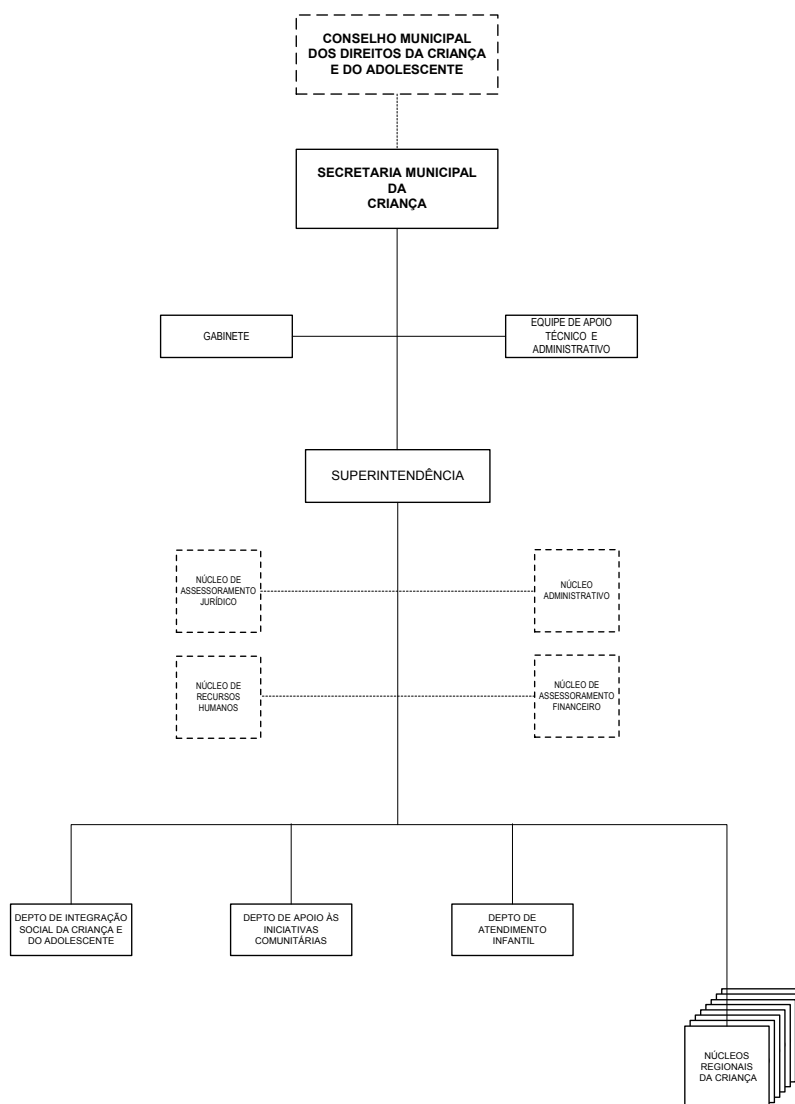 CONSELHO MUNICIPAL
DOS DIREITOS DA CRIANÇA
E DO ADOLESCENTE
SECRETARIA MUNICIPAL
DA
CRIANÇA
GABINETE
EQUIPE DE APOIO
TÉCNICO E
ADMINISTRATIVO
SUPERINTENDÊNCIA
NÚCLEO DE
ASSESSORAMENTO
JURÍDICO
NÚCLEO
ADMINISTRATIVO
NÚCLEO DE
RECURSOS
HUMANOS
NÚCLEO DE
ASSESSORAMENTO
FINANCEIRO
DEPTO DE INTEGRAÇÃO
SOCIAL DA CRIANÇA E
DO ADOLESCENTE
DEPTO DE APOIO ÀS
INICIATIVAS
COMUNITÁRIAS
DEPTO DE
ATENDIMENTO
INFANTIL
NÚCLEOS
REGIONAIS
DA CRIANÇA